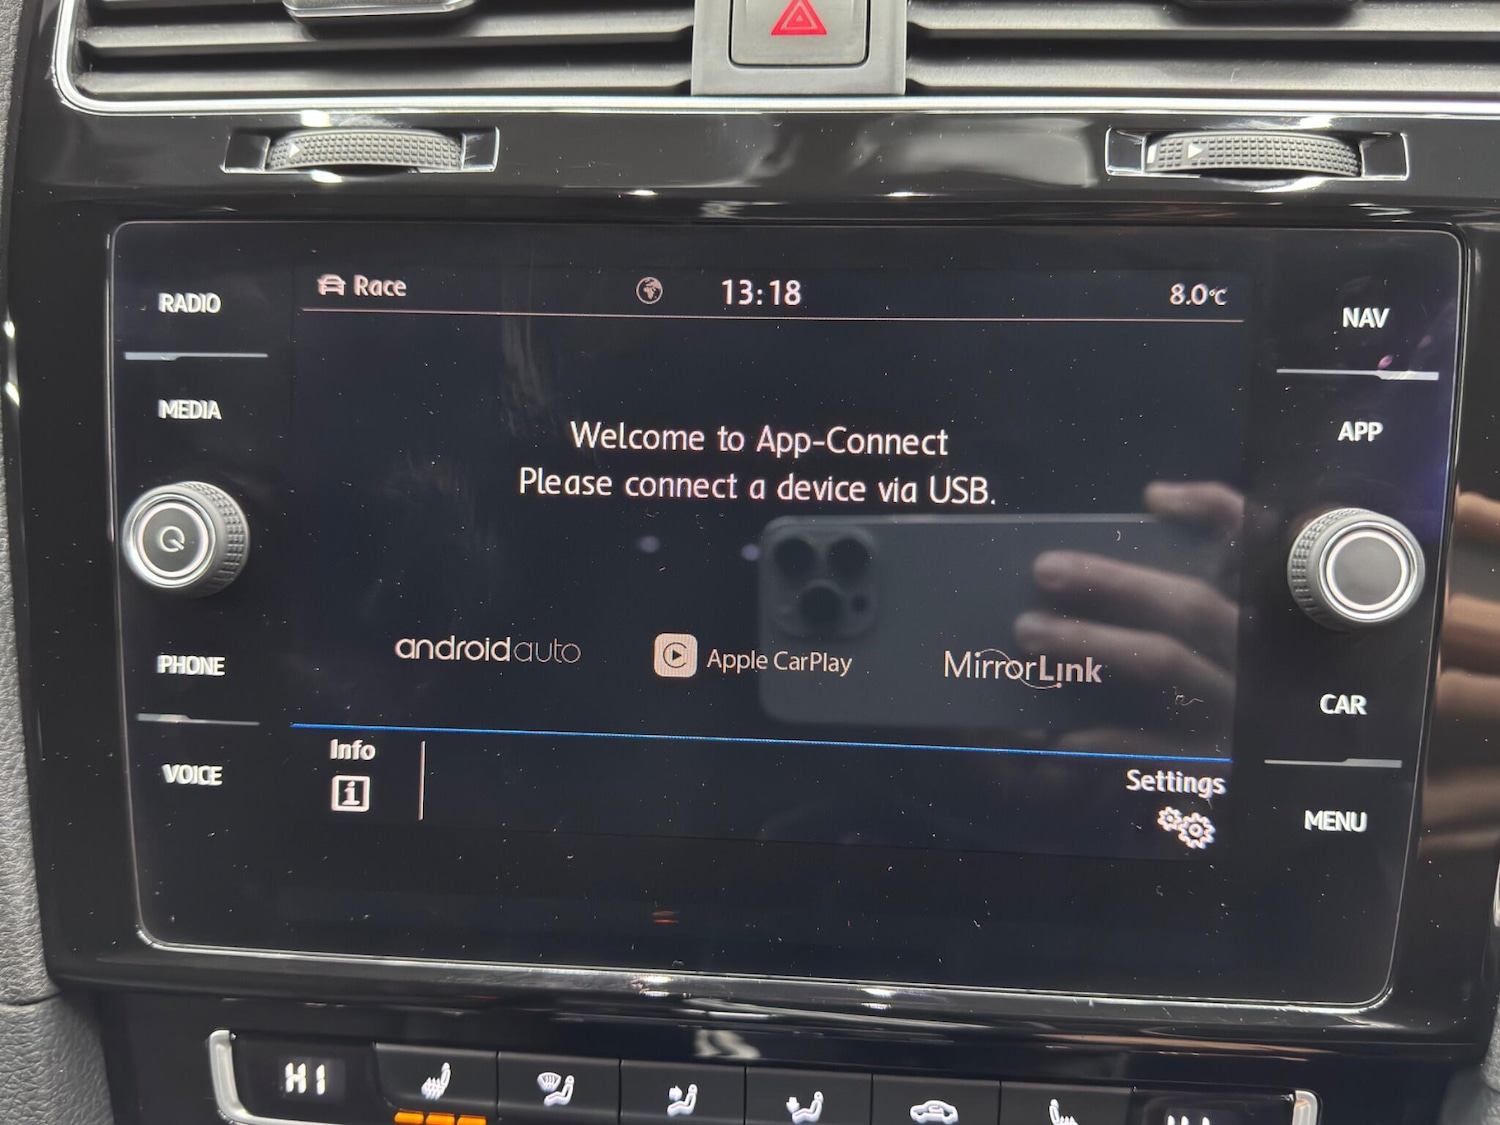 Race 13:18 8.0°C
RADIO
MEDIA
PHONE
VOICE
Welcome to App-Connect
Please connect a device via USB.
androidauto
Apple CarPlay
MirrorLink
Info
i
Settings
NAV
APP
CAR
MENU
HI